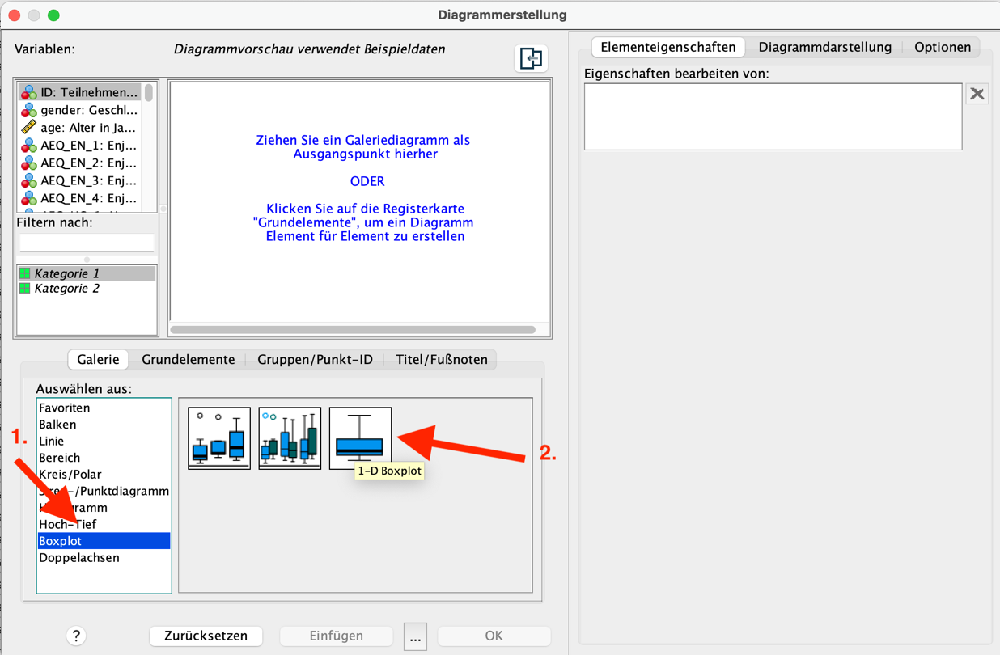 Diagrammerstellung
Variablen:
Diagrammvorschau verwendet Beispieldaten
ID: Teilnehmen...
gender: Geschl...
age: Alter in Ja...
AEQ_EN_1: Enj...
AEQ_EN_2: Enj...
AEQ_EN_3: Enj...
AEQ_EN_4: Enj...
Filtern nach:
Kategorie 1
Kategorie 2
Ziehen Sie ein Galeriediagramm als
Ausgangspunkt hierher
ODER
Klicken Sie auf die Registerkarte
"Grundelemente", um ein Diagramm
Element für Element zu erstellen
Galerie Grundelemente Gruppen/Punkt-ID Titel/Fußnoten
Auswählen aus:
Favoriten
Balken
Linie
Bereich
Kreis/Polar
-/Punktdiagramm
Hoch-Tief
Boxplot
Doppelachsen
1.
2.
1-D Boxplot
? Zurücksetzen Einfügen ... OK
Elementeigenschaften Diagrammdarstellung Optionen
Eigenschaften bearbeiten von: